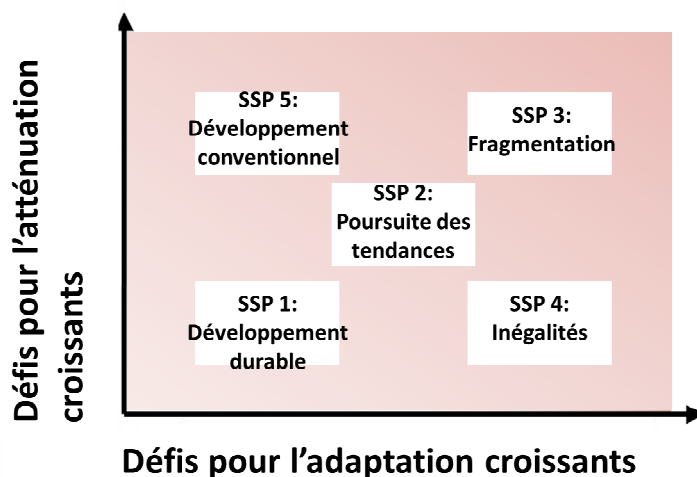 Défis pour l'atténuation
croissants
SSP 5:
Développement
conventionnel
SSP 3:
Fragmentation
SSP 2:
Poursuite des
tendances
SSP 1:
Développement
durable
SSP 4:
Inégalités
Défis pour l'adaptation croissants